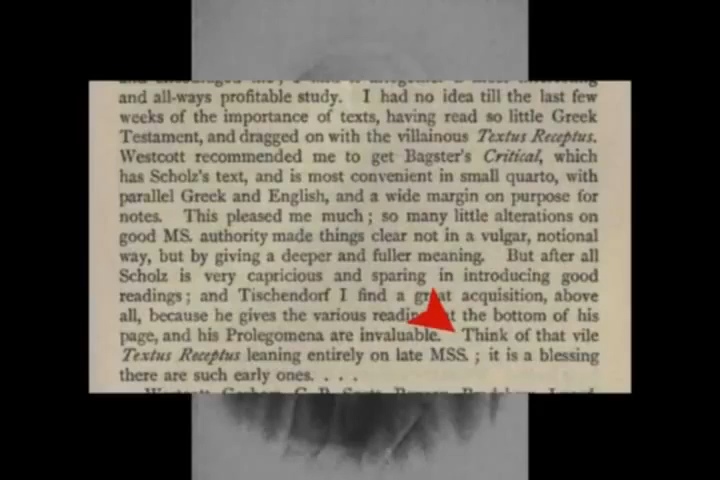 and all-ways profitable study. I had no idea till the last few
weeks of the importance of texts, having read so little Greek
Testament, and dragged on with the villainous Textus Receptus.
Westcott recommended me to get Bagster's Critical, which
has Scholz's text, and is most convenient in small quarto, with
parallel Greek and English, and a wide margin on purpose for
notes. This pleased me much; so many little alterations on
good MS. authority made things clear not in a vulgar, notional
way, but by giving a deeper and fuller meaning. But after all
Scholz is very capricious and sparing in introducing good
readings; and Tischendorf I find a great acquisition, above
all, because he gives the various at the bottom of his
page, and his Prolegomena are invaluable. Think of that vile
Textus Receptus leaning entirely on late MSS.; it is a blessing
there are such early ones. . . .